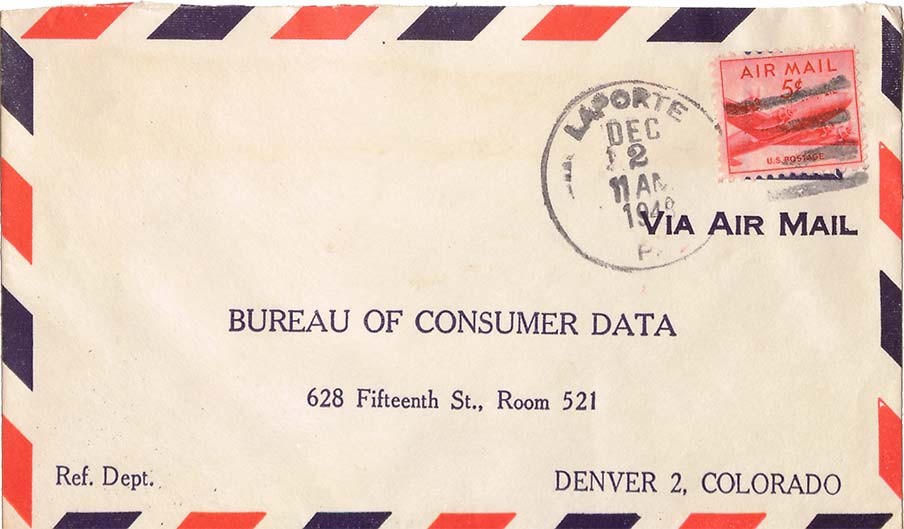 AIR MAIL
5¢
U.S. POSTAGE
LAPORTE
DEC
2
11 AM
VIA AIR MAIL
BUREAU OF CONSUMER DATA
628 Fifteenth St., Room 521
Ref. Dept.
DENVER 2, COLORADO